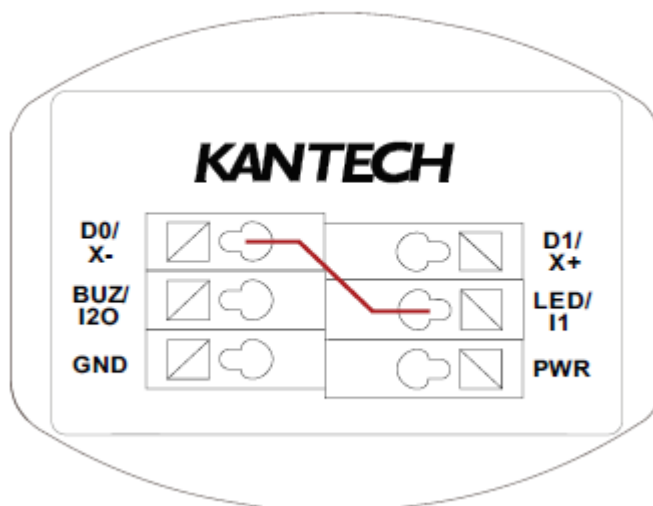 KANTECH
D0/
X-
D1/
X+
BUZ/
I2O
LED/
I1
GND
PWR